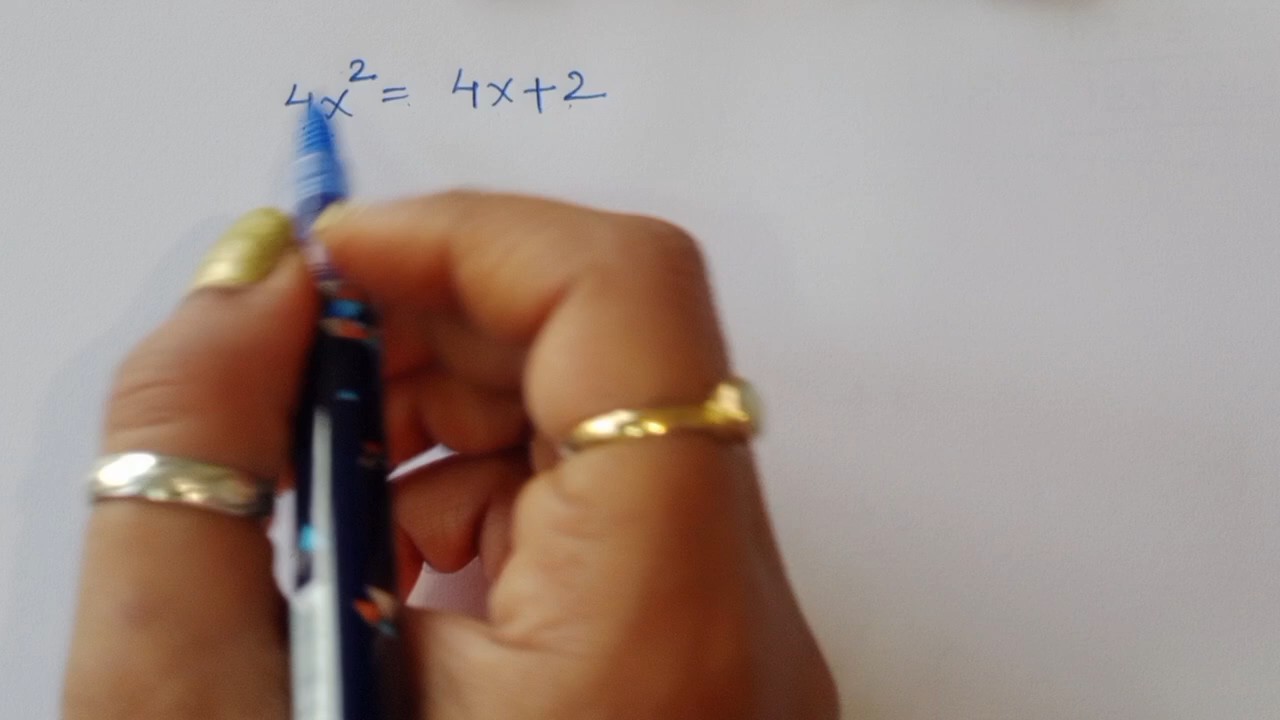 4x² = 4x+2